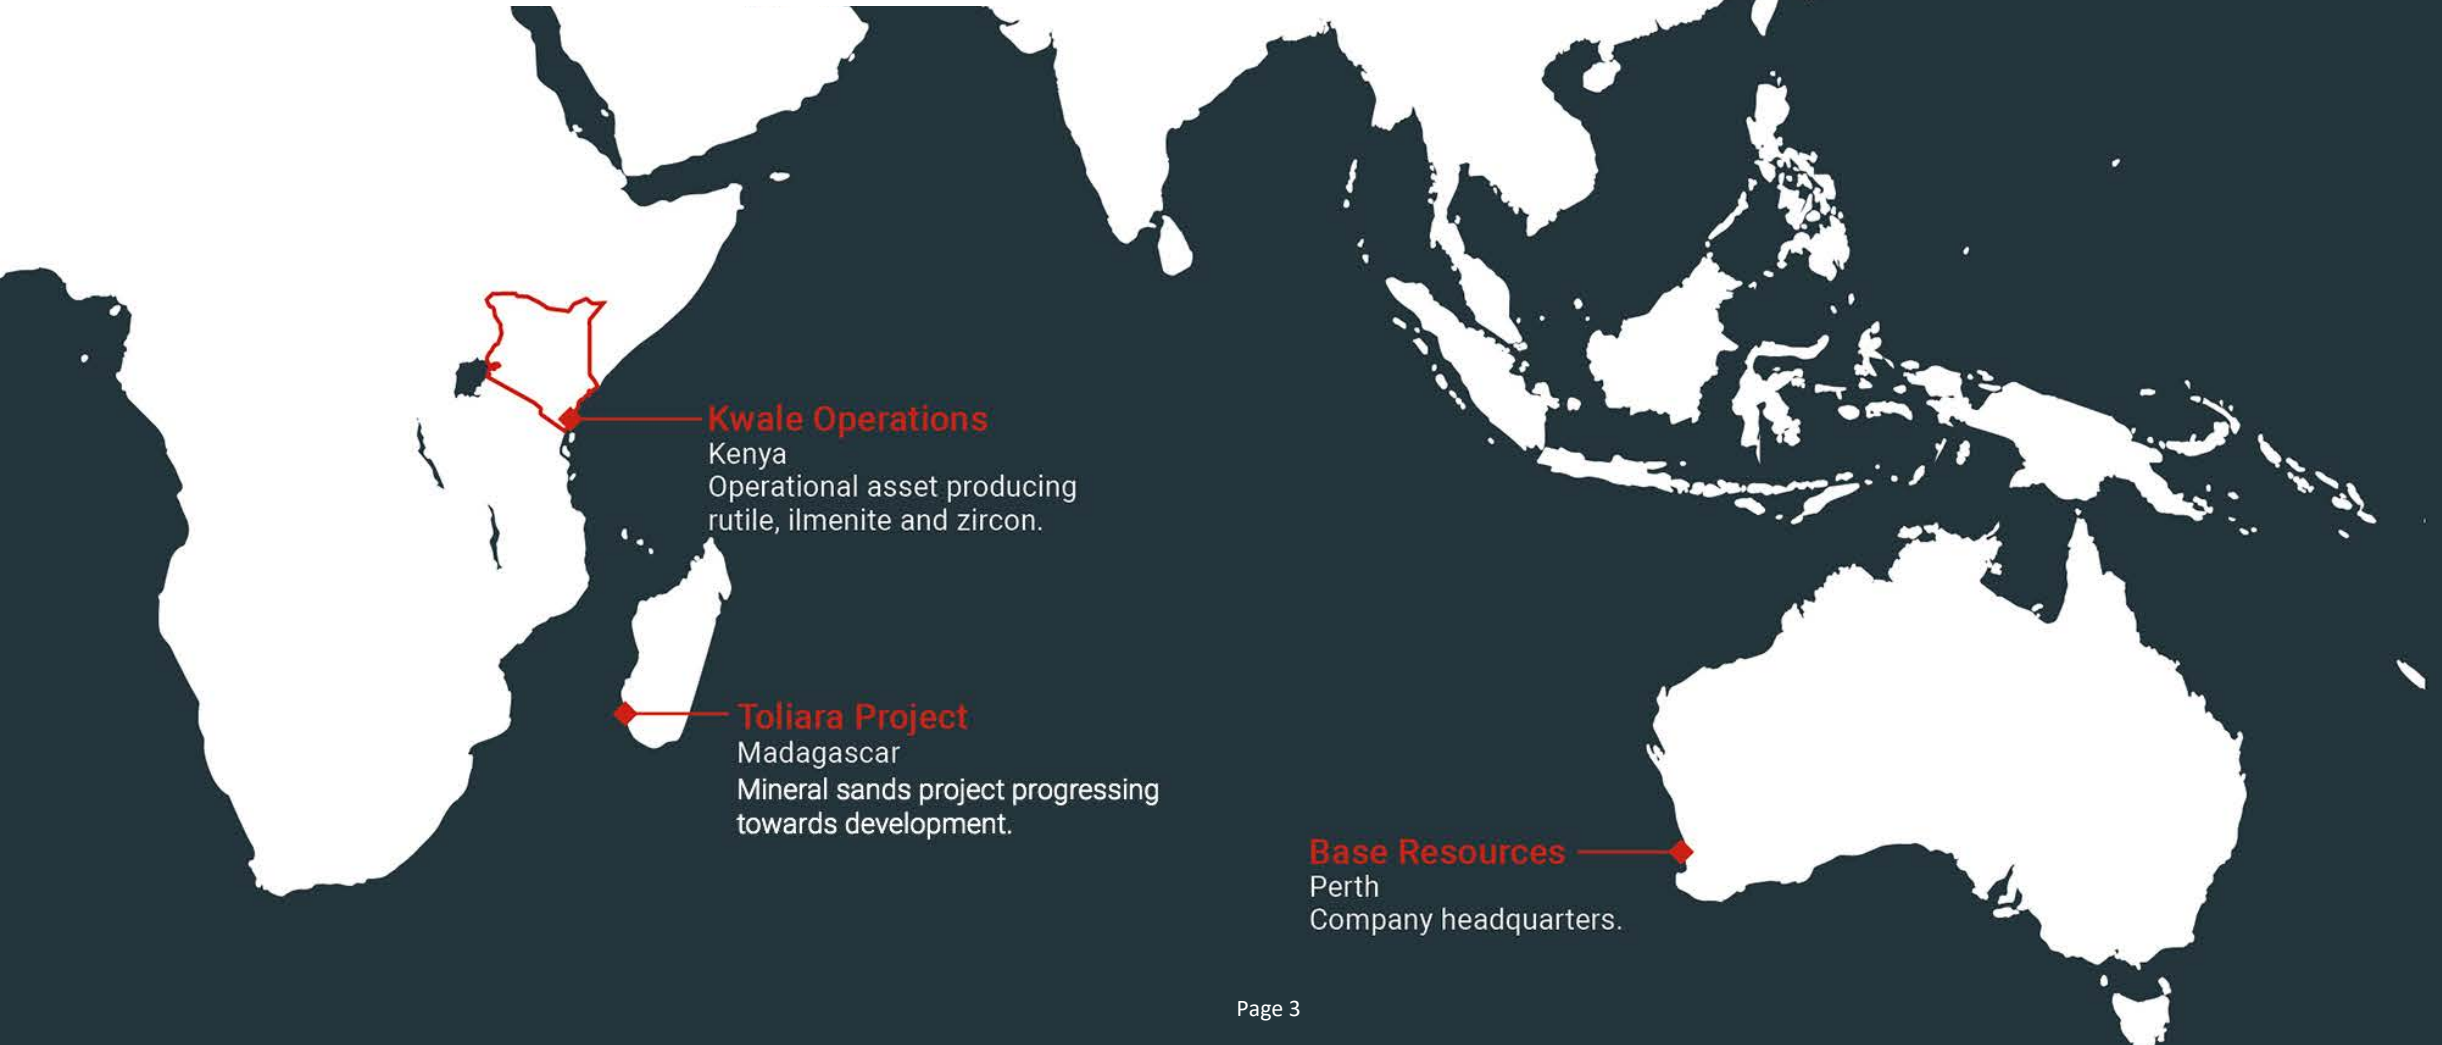 Kwale Operations
Kenya
Operational asset producing
rutile, ilmenite and zircon.
Toliara Project
Madagascar
Mineral sands project progressing
towards development.
Base Resources
Perth
Company headquarters.
Page 3